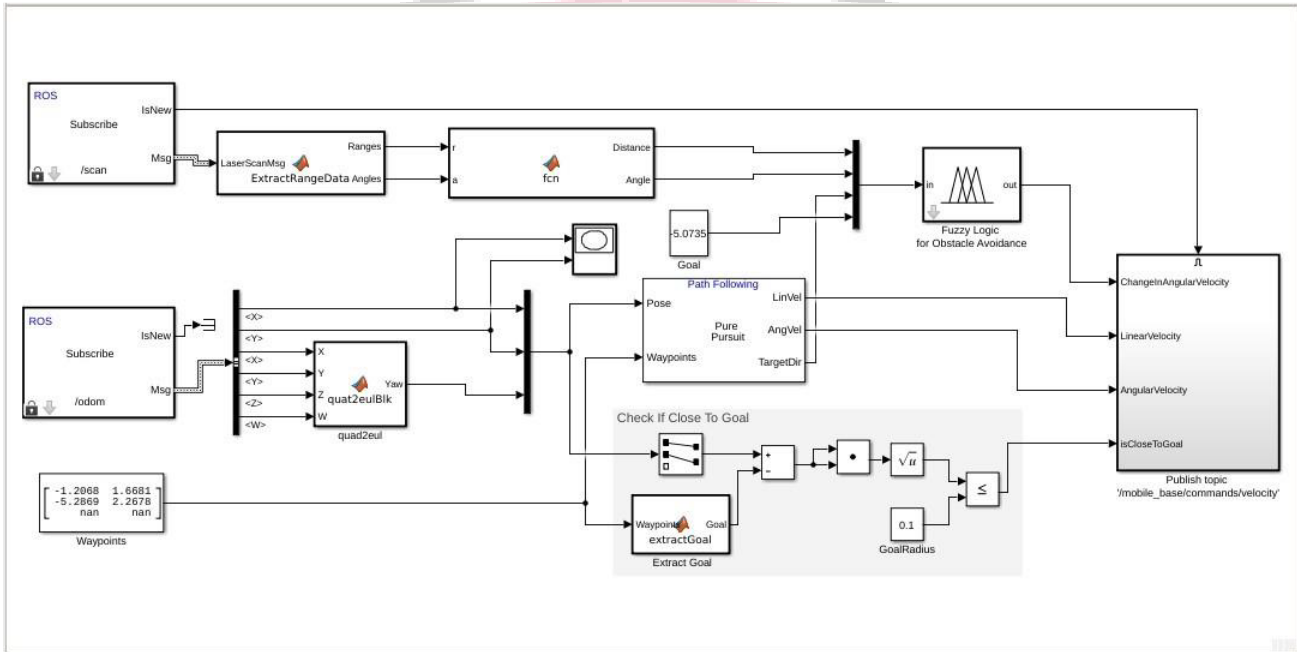 ROS
Subscribe
IsNew
Msg
/scan
LaserScanMsg
Ranges
Angles
ExtractRangeData
r
a
fcn
Distance
Angle
-5.0735
Goal
in
out
Fuzzy Logic
for Obstacle Avoidance
ROS
Subscribe
IsNew
Msg
/odom
<X>
<Y>
<X>
<Y>
<Z>
<W>
X
Y
Z
W
Yaw
quat2eulBlk
quad2eul
Path Following
Pose
Waypoints
Pure
Pursuit
LinVel
AngVel
TargetDir
ChangeInAngularVelocity
LinearVelocity
AngularVelocity
isCloseToGoal
Publish topic
'/mobile_base/commands/velocity'
-1.2068 1.6681
-5.2869 2.2678
nan nan
Waypoints
Check If Close To Goal
+
−
•
√u
≤
0.1
GoalRadius
Waypoints
Goal
extractGoal
Extract Goal